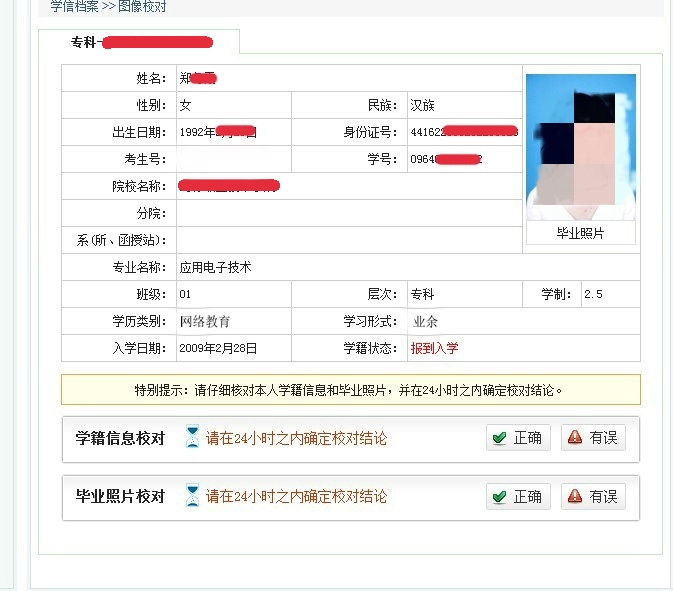 学信档案 >> 图像校对
专科-
姓名： 郑
性别： 女 民族： 汉族
出生日期： 1992年 日 身份证号： 441622
考生号： 学号： 0964 2
院校名称：
分院：
系(所、函授站)：
毕业照片
专业名称： 应用电子技术
班级： 01 层次： 专科 学制： 2.5
学历类别： 网络教育 学习形式： 业余
入学日期： 2009年2月28日 学籍状态： 报到入学
特别提示：请仔细核对本人学籍信息和毕业照片，并在24小时之内确定校对结论。
学籍信息校对 请在24小时之内确定校对结论 正确 有误
毕业照片校对 请在24小时之内确定校对结论 正确 有误